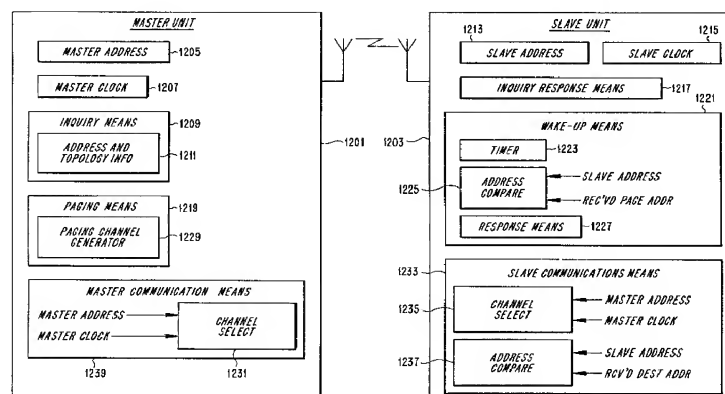 MASTER UNIT
MASTER ADDRESS
1205
MASTER CLOCK
1207
INQUIRY MEANS
1209
ADDRESS AND
TOPOLOGY INFO
1211
PAGING MEANS
1219
PAGING CHANNEL
GENERATOR
1229
MASTER COMMUNICATION MEANS
MASTER ADDRESS
MASTER CLOCK
CHANNEL
SELECT
1239
1231
1201
1203
SLAVE UNIT
1213
1215
SLAVE ADDRESS
SLAVE CLOCK
INQUIRY RESPONSE MEANS
1217
1221
WAKE-UP MEANS
TIMER
1223
1225
ADDRESS
COMPARE
SLAVE ADDRESS
REC'VD PAGE ADDR
RESPONSE MEANS
1227
1233
SLAVE COMMUNICATIONS MEANS
1235
CHANNEL
SELECT
MASTER ADDRESS
MASTER CLOCK
1237
ADDRESS
COMPARE
SLAVE ADDRESS
RCV'D DEST ADDR